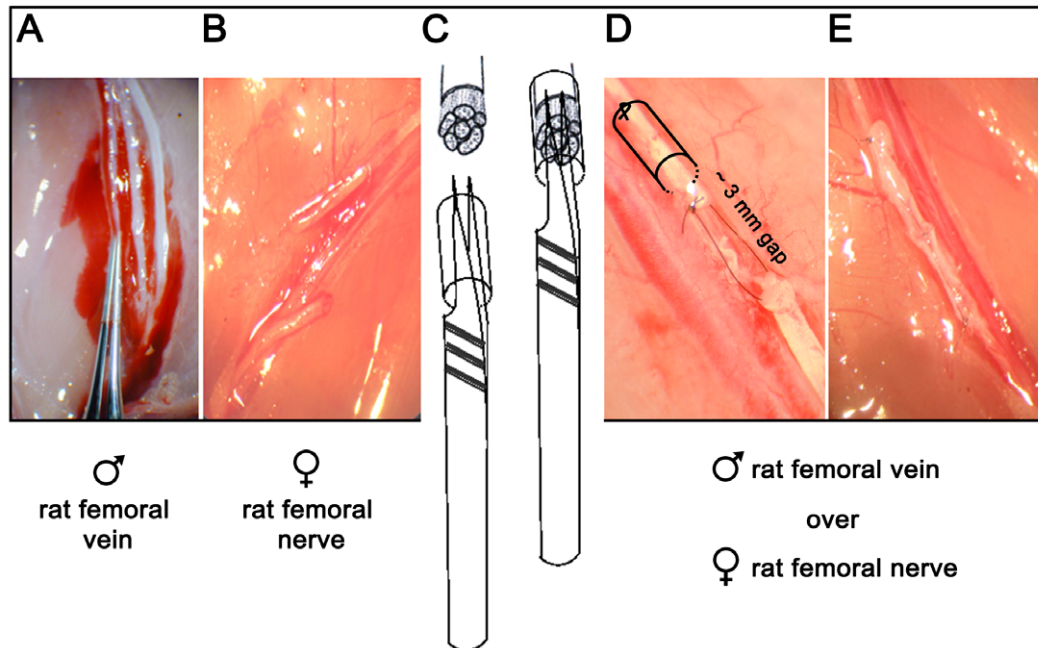 A
B
C
D
E
~ 3 mm gap
♂
rat femoral
vein
♀
rat femoral
nerve
♂ rat femoral vein
over
♀ rat femoral nerve